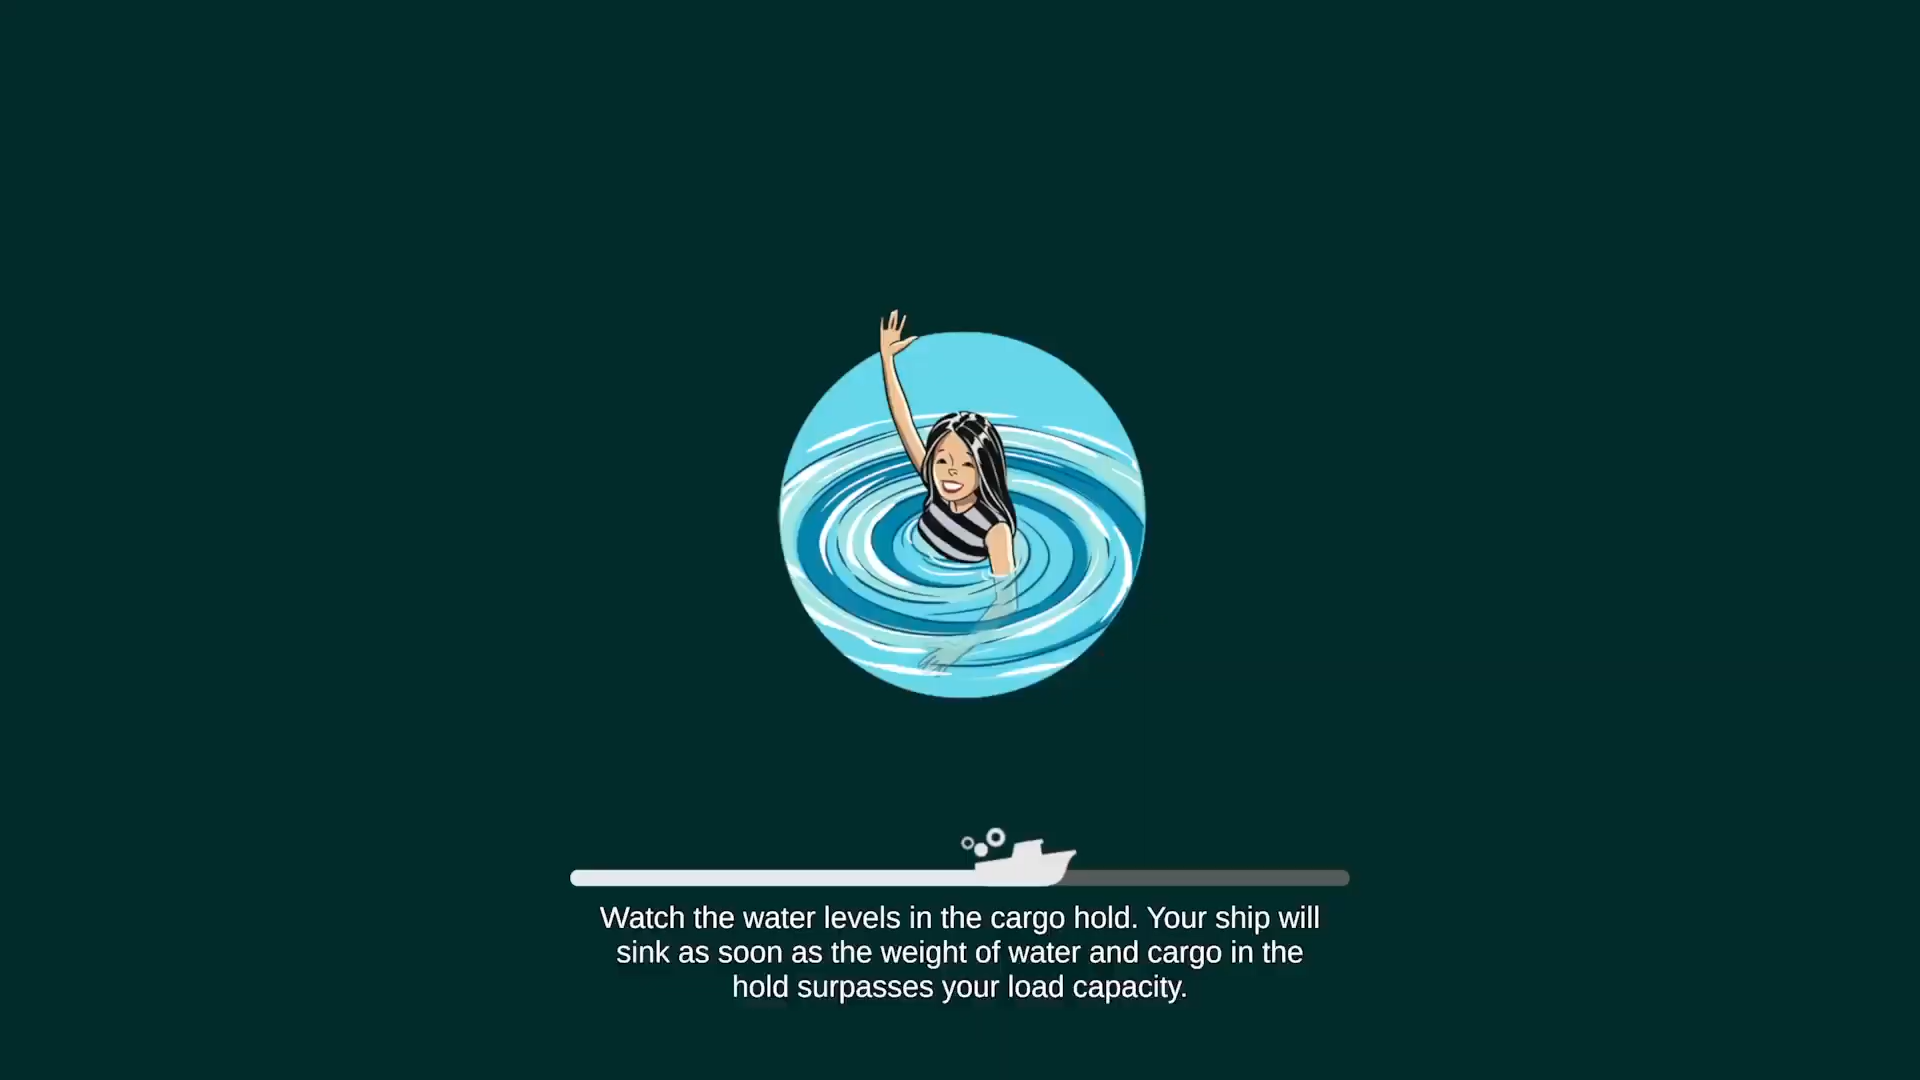 Watch the water levels in the cargo hold. Your ship will
sink as soon as the weight of water and cargo in the
hold surpasses your load capacity.